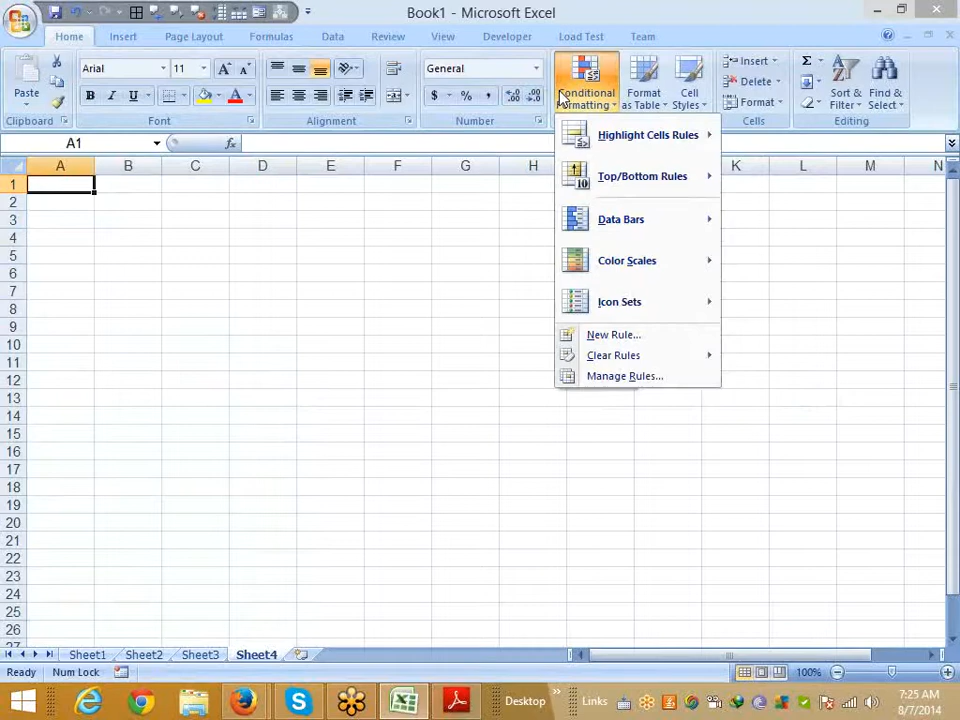 Book1 - Microsoft Excel
Home Insert Page Layout Formulas Data Review View Developer Load Test Team
Paste
Clipboard
Arial 11
B I U
Font
Alignment
General
$ % ,
Number
Conditional Formatting
Format as Table
Cell Styles
Insert
Delete
Format
Cells
Sort & Filter
Find & Select
Editing
A1
fx
A B C D E F G H K L M N
1
2
3
4
5
6
7
8
9
10
11
12
13
14
15
16
17
18
19
20
21
22
23
24
25
26
27
Highlight Cells Rules
Top/Bottom Rules
Data Bars
Color Scales
Icon Sets
New Rule...
Clear Rules
Manage Rules...
Sheet1 Sheet2 Sheet3 Sheet4
Ready Num Lock 100%
Desktop Links
7:25 AM
8/7/2014